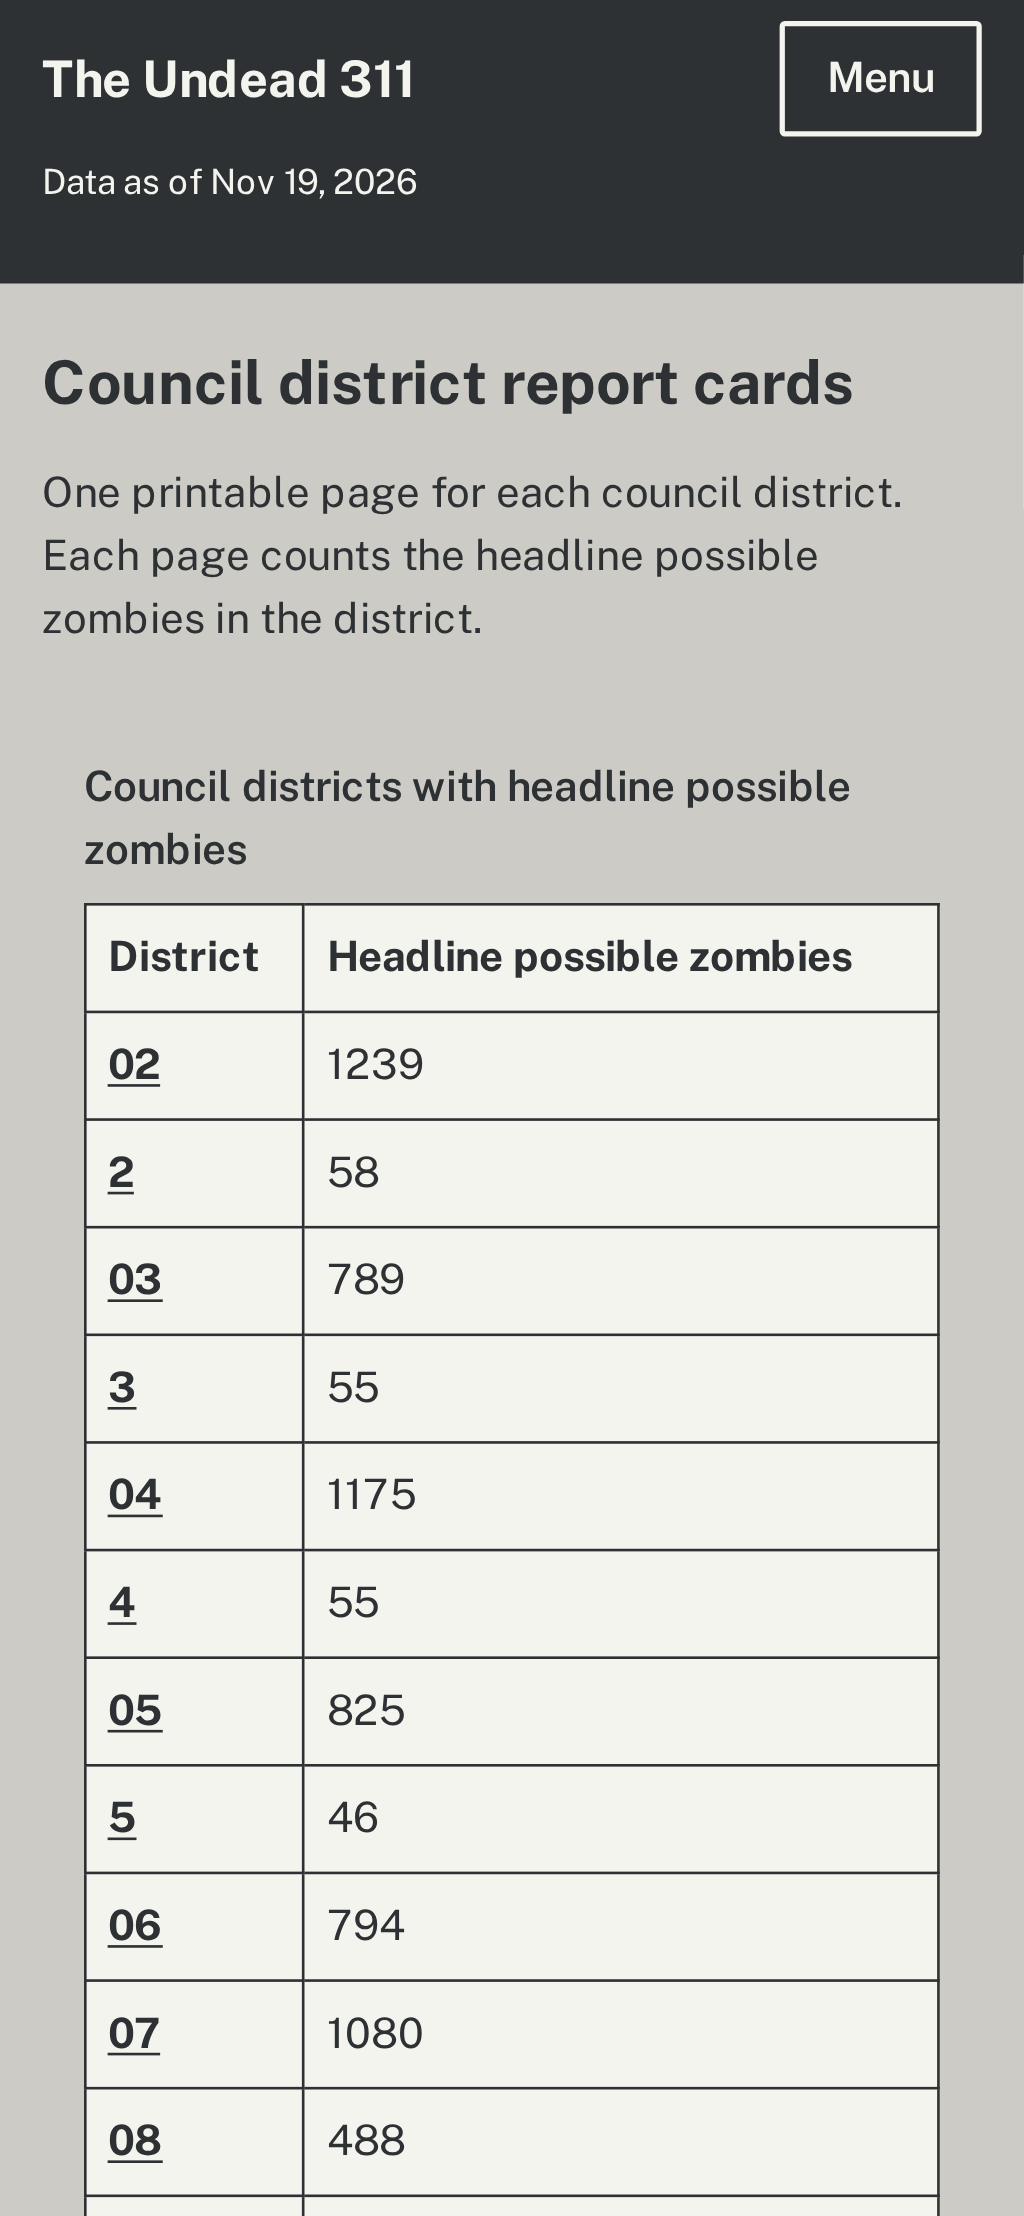 The Undead 311
Menu
Data as of Nov 19, 2026
Council district report cards
One printable page for each council district.
Each page counts the headline possible
zombies in the district.
Council districts with headline possible
zombies
District Headline possible zombies
02 1239
2 58
03 789
3 55
04 1175
4 55
05 825
5 46
06 794
07 1080
08 488